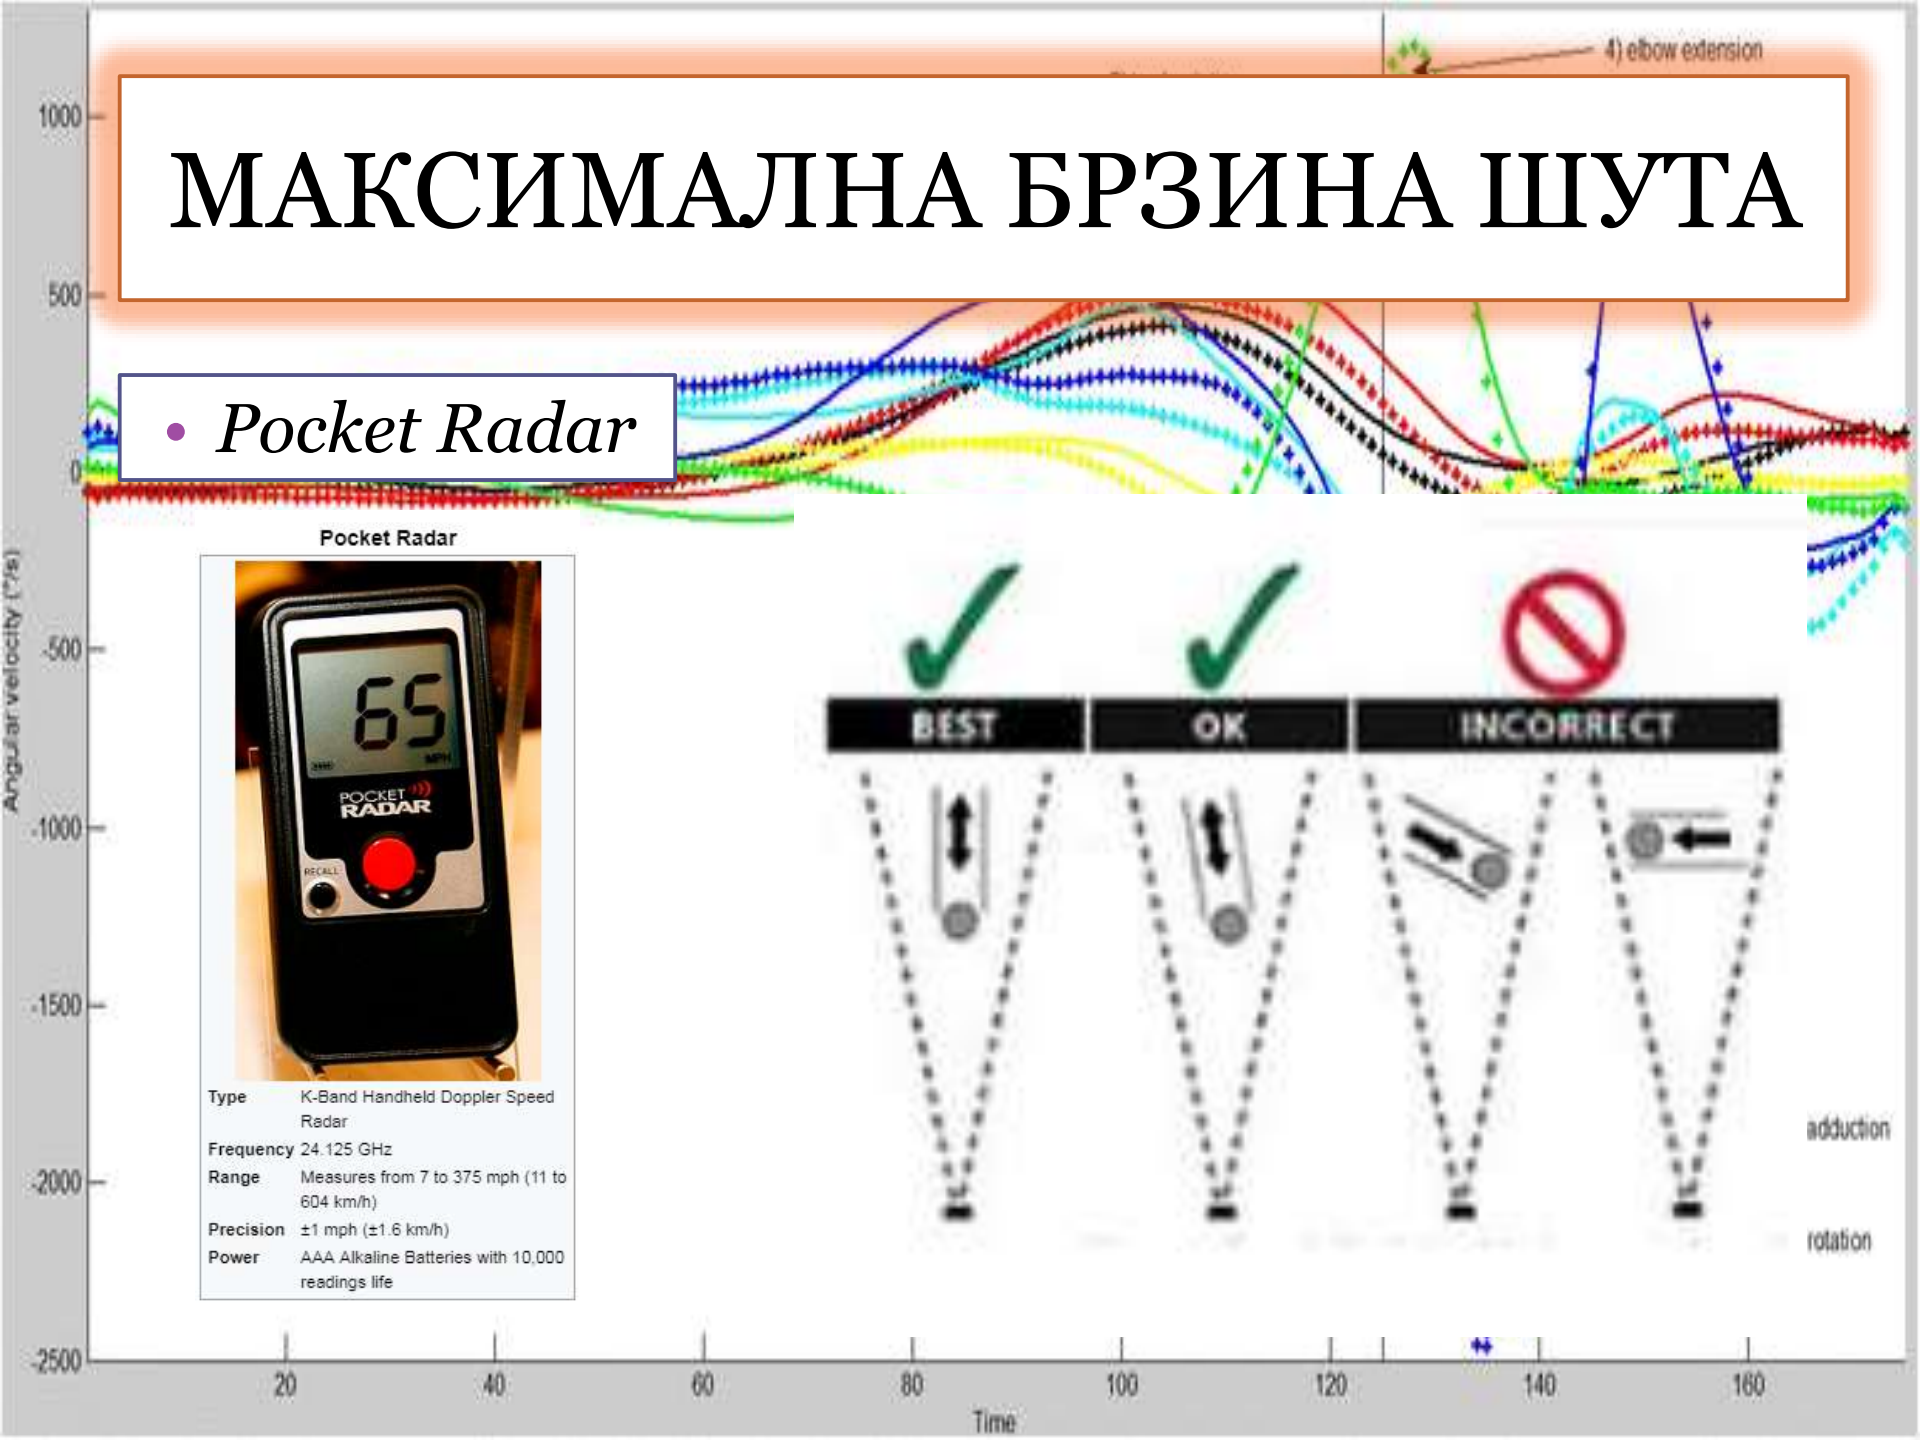 4) elbow extension
МАКСИМАЛНА БРЗИНА ШУТА
• Pocket Radar
1000
500
0
-500
-1000
-1500
-2000
-2500
Angular velocity (°/s)
Pocket Radar
65
MPH
POCKET
RADAR
RECALL
Type K-Band Handheld Doppler Speed
Radar
Frequency 24.125 GHz
Range Measures from 7 to 375 mph (11 to
604 km/h)
Precision ±1 mph (±1.6 km/h)
Power AAA Alkaline Batteries with 10,000
readings life
BEST OK INCORRECT
adduction
rotation
20 40 60 80 100 120 140 160
Time